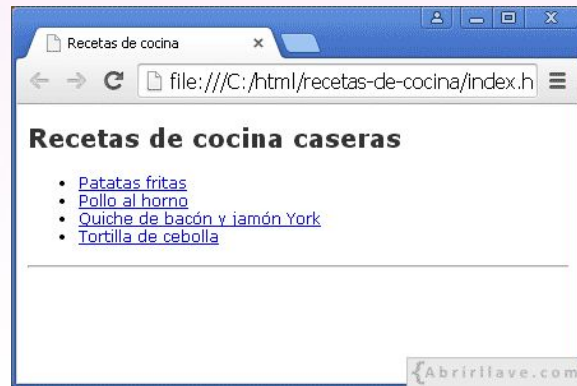 Recetas de cocina
file:///C:/html/recetas-de-cocina/index.h
Recetas de cocina caseras
Patatas fritas
Pollo al horno
Quiche de bacón y jamón York
Tortilla de cebolla
{Abrirllave.com